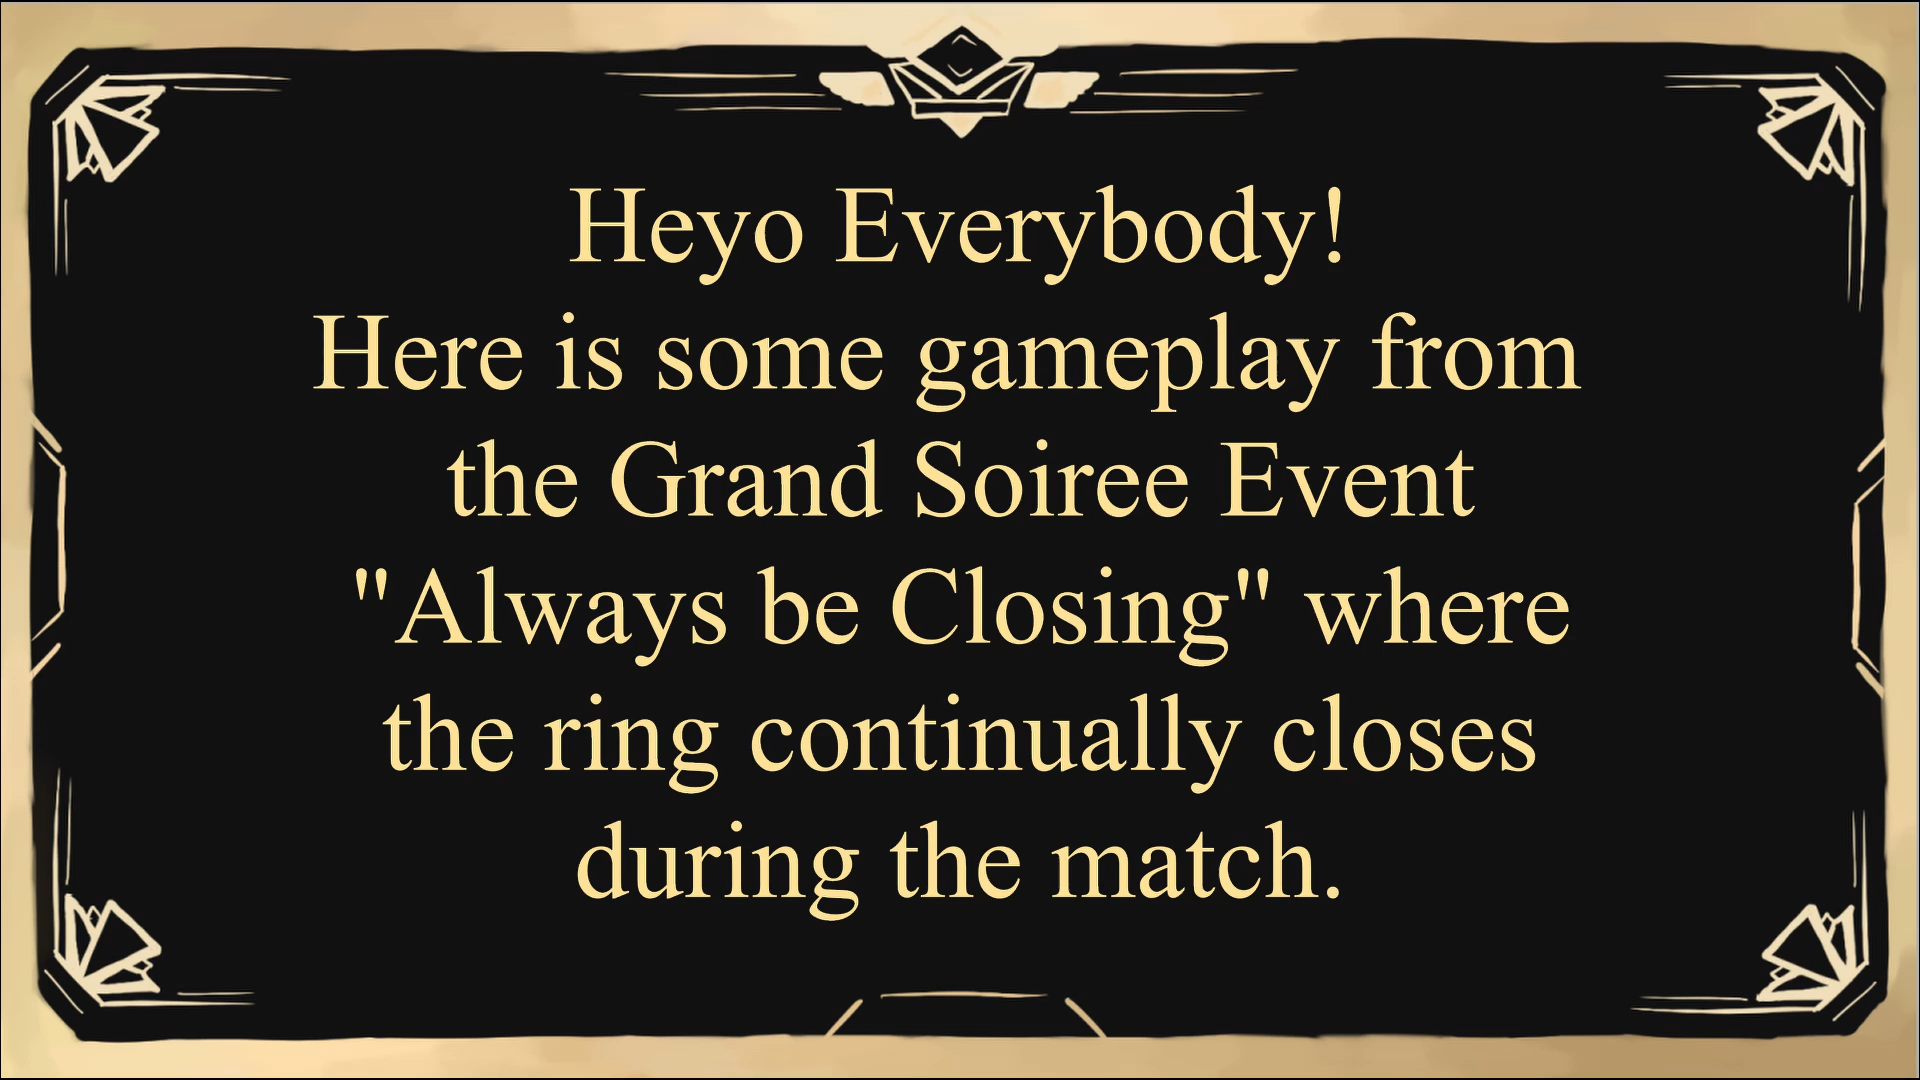 Heyo Everybody!
Here is some gameplay from
the Grand Soiree Event
"Always be Closing" where
the ring continually closes
during the match.